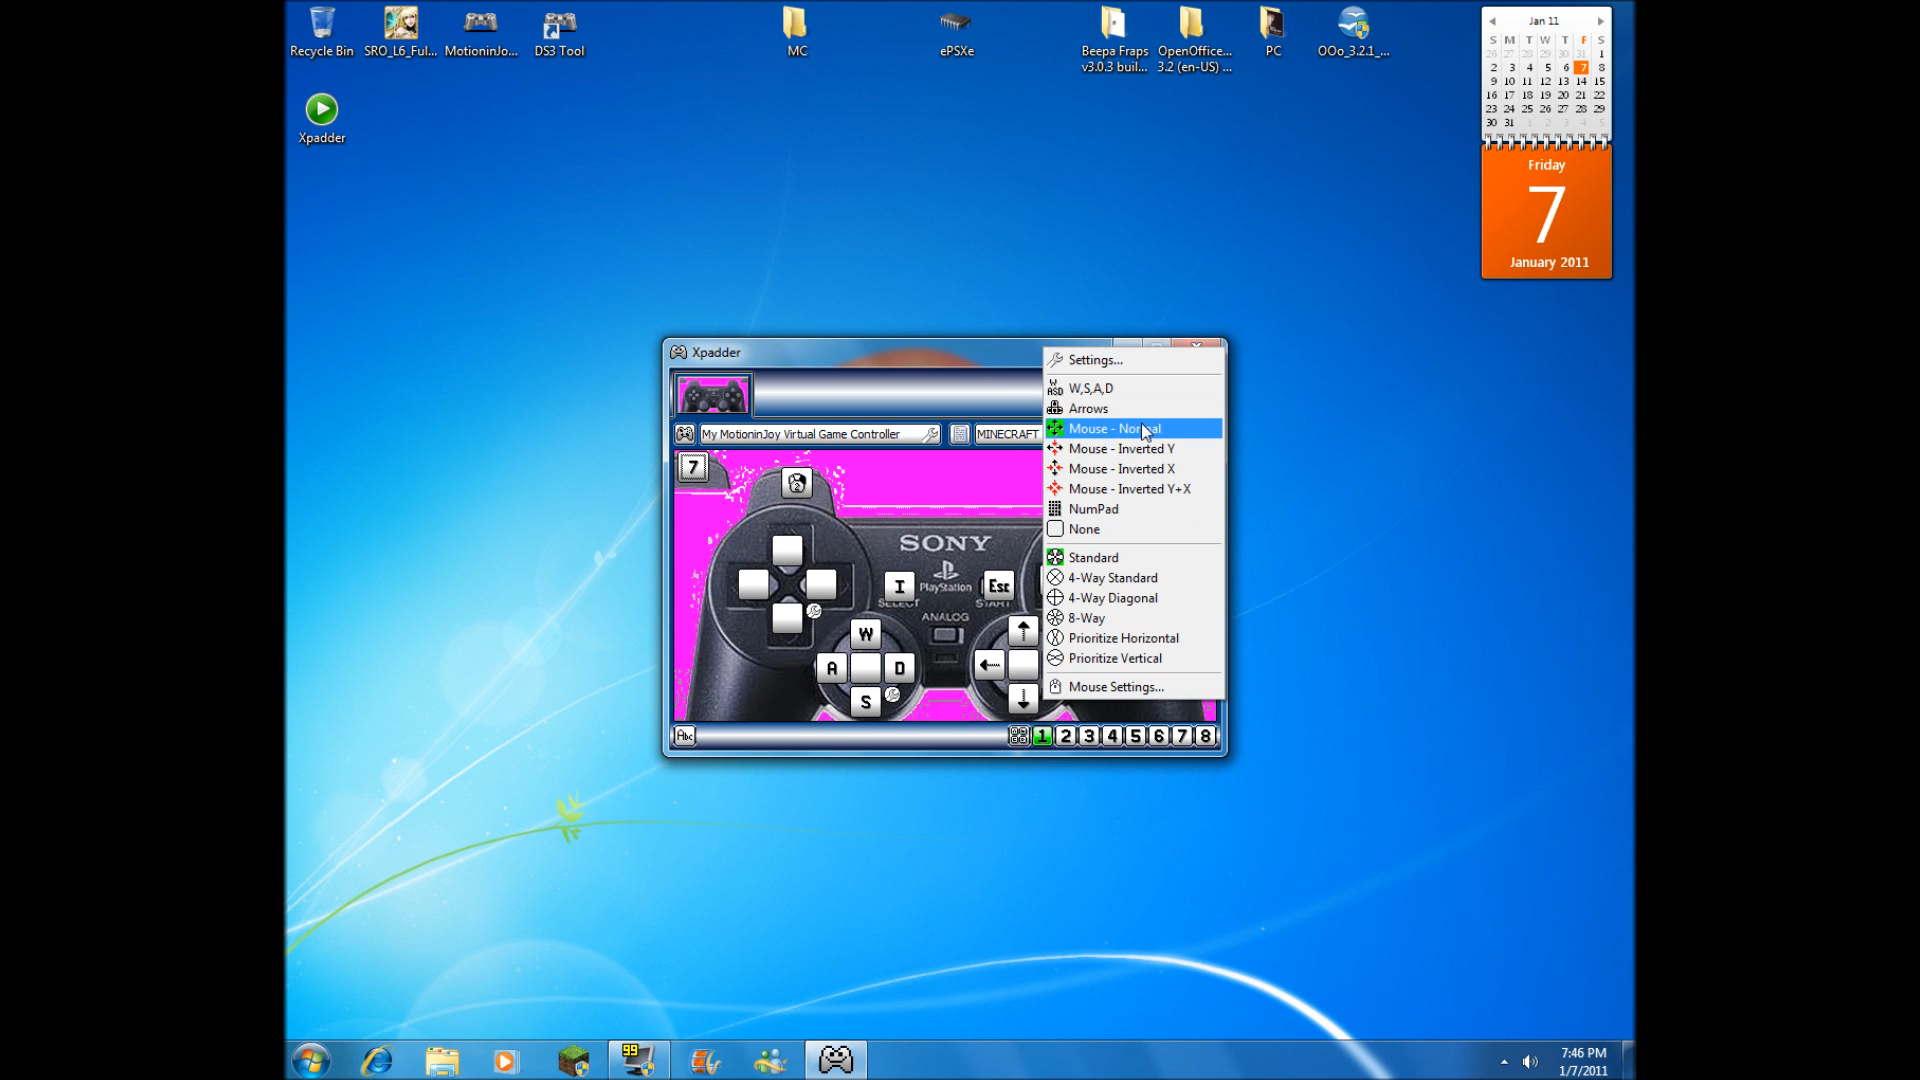 Recycle Bin
SRO_L6_Ful...
MotioninJo...
DS3 Tool
MC
ePSXe
Beepa Fraps
v3.0.3 buil...
OpenOffice...
3.2 (en-US) ...
PC
OOo_3.2.1_...
Xpadder
Jan 11
S M T W T F S
26 27 28 29 30 31 1
2 3 4 5 6 7 8
9 10 11 12 13 14 15
16 17 18 19 20 21 22
23 24 25 26 27 28 29
30 31 1 2 3 4 5
Friday
7
January 2011
Xpadder
My MotioninJoy Virtual Game Controller
MINECRAFT
7
2
SONY
PlayStation
I
Esc
SELECT
START
ANALOG
W
A
D
S
Abc
1 2 3 4 5 6 7 8
Settings...
W,S,A,D
Arrows
Mouse - Normal
Mouse - Inverted Y
Mouse - Inverted X
Mouse - Inverted Y+X
NumPad
None
Standard
4-Way Standard
4-Way Diagonal
8-Way
Prioritize Horizontal
Prioritize Vertical
Mouse Settings...
99
7:46 PM
1/7/2011